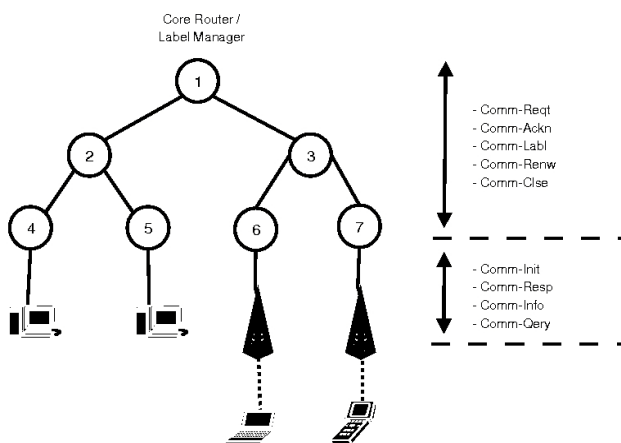 Core Router /
Label Manager
1
2
3
4
5
6
7
- Comm-Reqt
- Comm-Ackn
- Comm-Labl
- Comm-Renw
- Comm-Clse
- Comm-Init
- Comm-Resp
- Comm-Info
- Comm-Qery